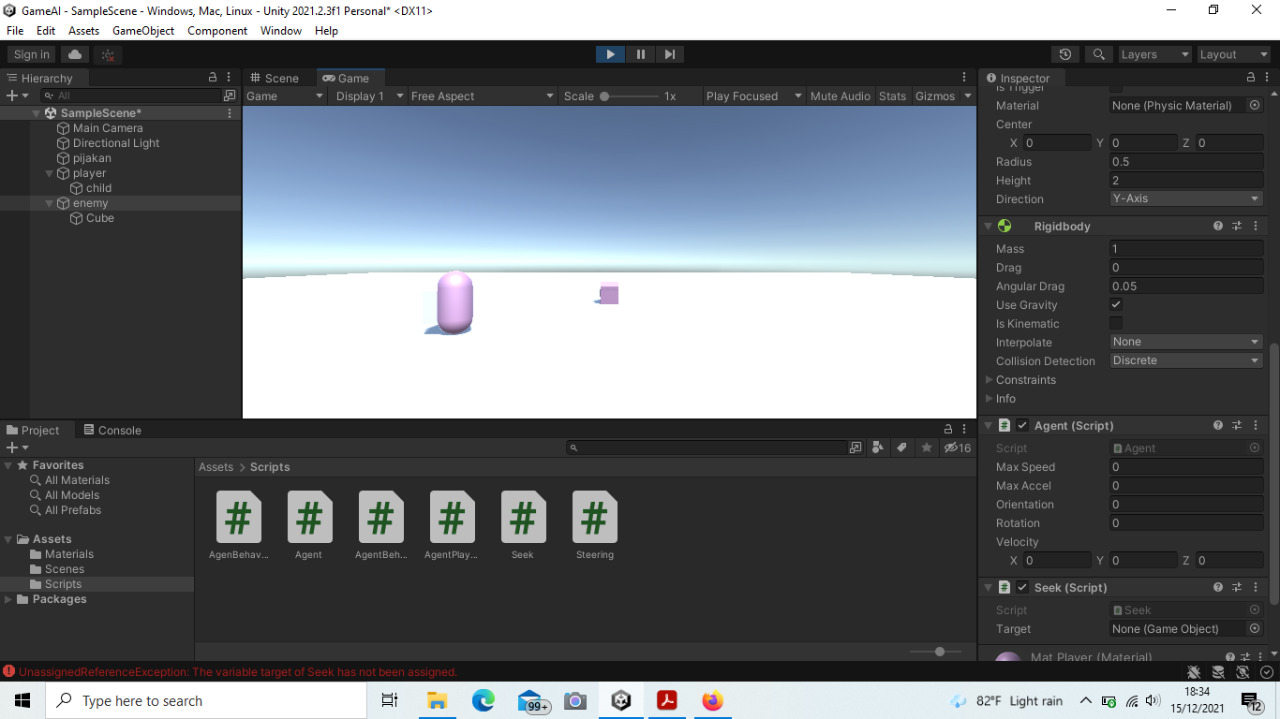 GameAI - SampleScene - Windows, Mac, Linux - Unity 2021.2.3f1 Personal* <DX11>
File Edit Assets GameObject Component Window Help
Sign in Layers Layout
Hierarchy
All
SampleScene*
Main Camera
Directional Light
pijakan
player
child
enemy
Cube
Scene Game
Game Display 1 Free Aspect Scale 1x Play Focused Mute Audio Stats Gizmos
Inspector
Is Trigger
Material None (Physic Material)
Center
X 0 Y 0 Z 0
Radius 0.5
Height 2
Direction Y-Axis
Rigidbody
Mass 1
Drag 0
Angular Drag 0.05
Use Gravity
Is Kinematic
Interpolate None
Collision Detection Discrete
Constraints
Info
# Agent (Script)
Script Agent
Max Speed 0
Max Accel 0
Orientation 0
Rotation 0
Velocity
X 0 Y 0 Z 0
# Seek (Script)
Script Seek
Target None (Game Object)
Mat Player (Material)
Project Console
16
Favorites
All Materials
All Models
All Prefabs
Assets
Materials
Scenes
Scripts
Packages
Assets > Scripts
# # # # # #
AgenBehav... Agent AgentBeh... AgentPlay... Seek Steering
UnassignedReferenceException: The variable target of Seek has not been assigned.
Type here to search
99+
82°F Light rain
18:34
15/12/2021
12